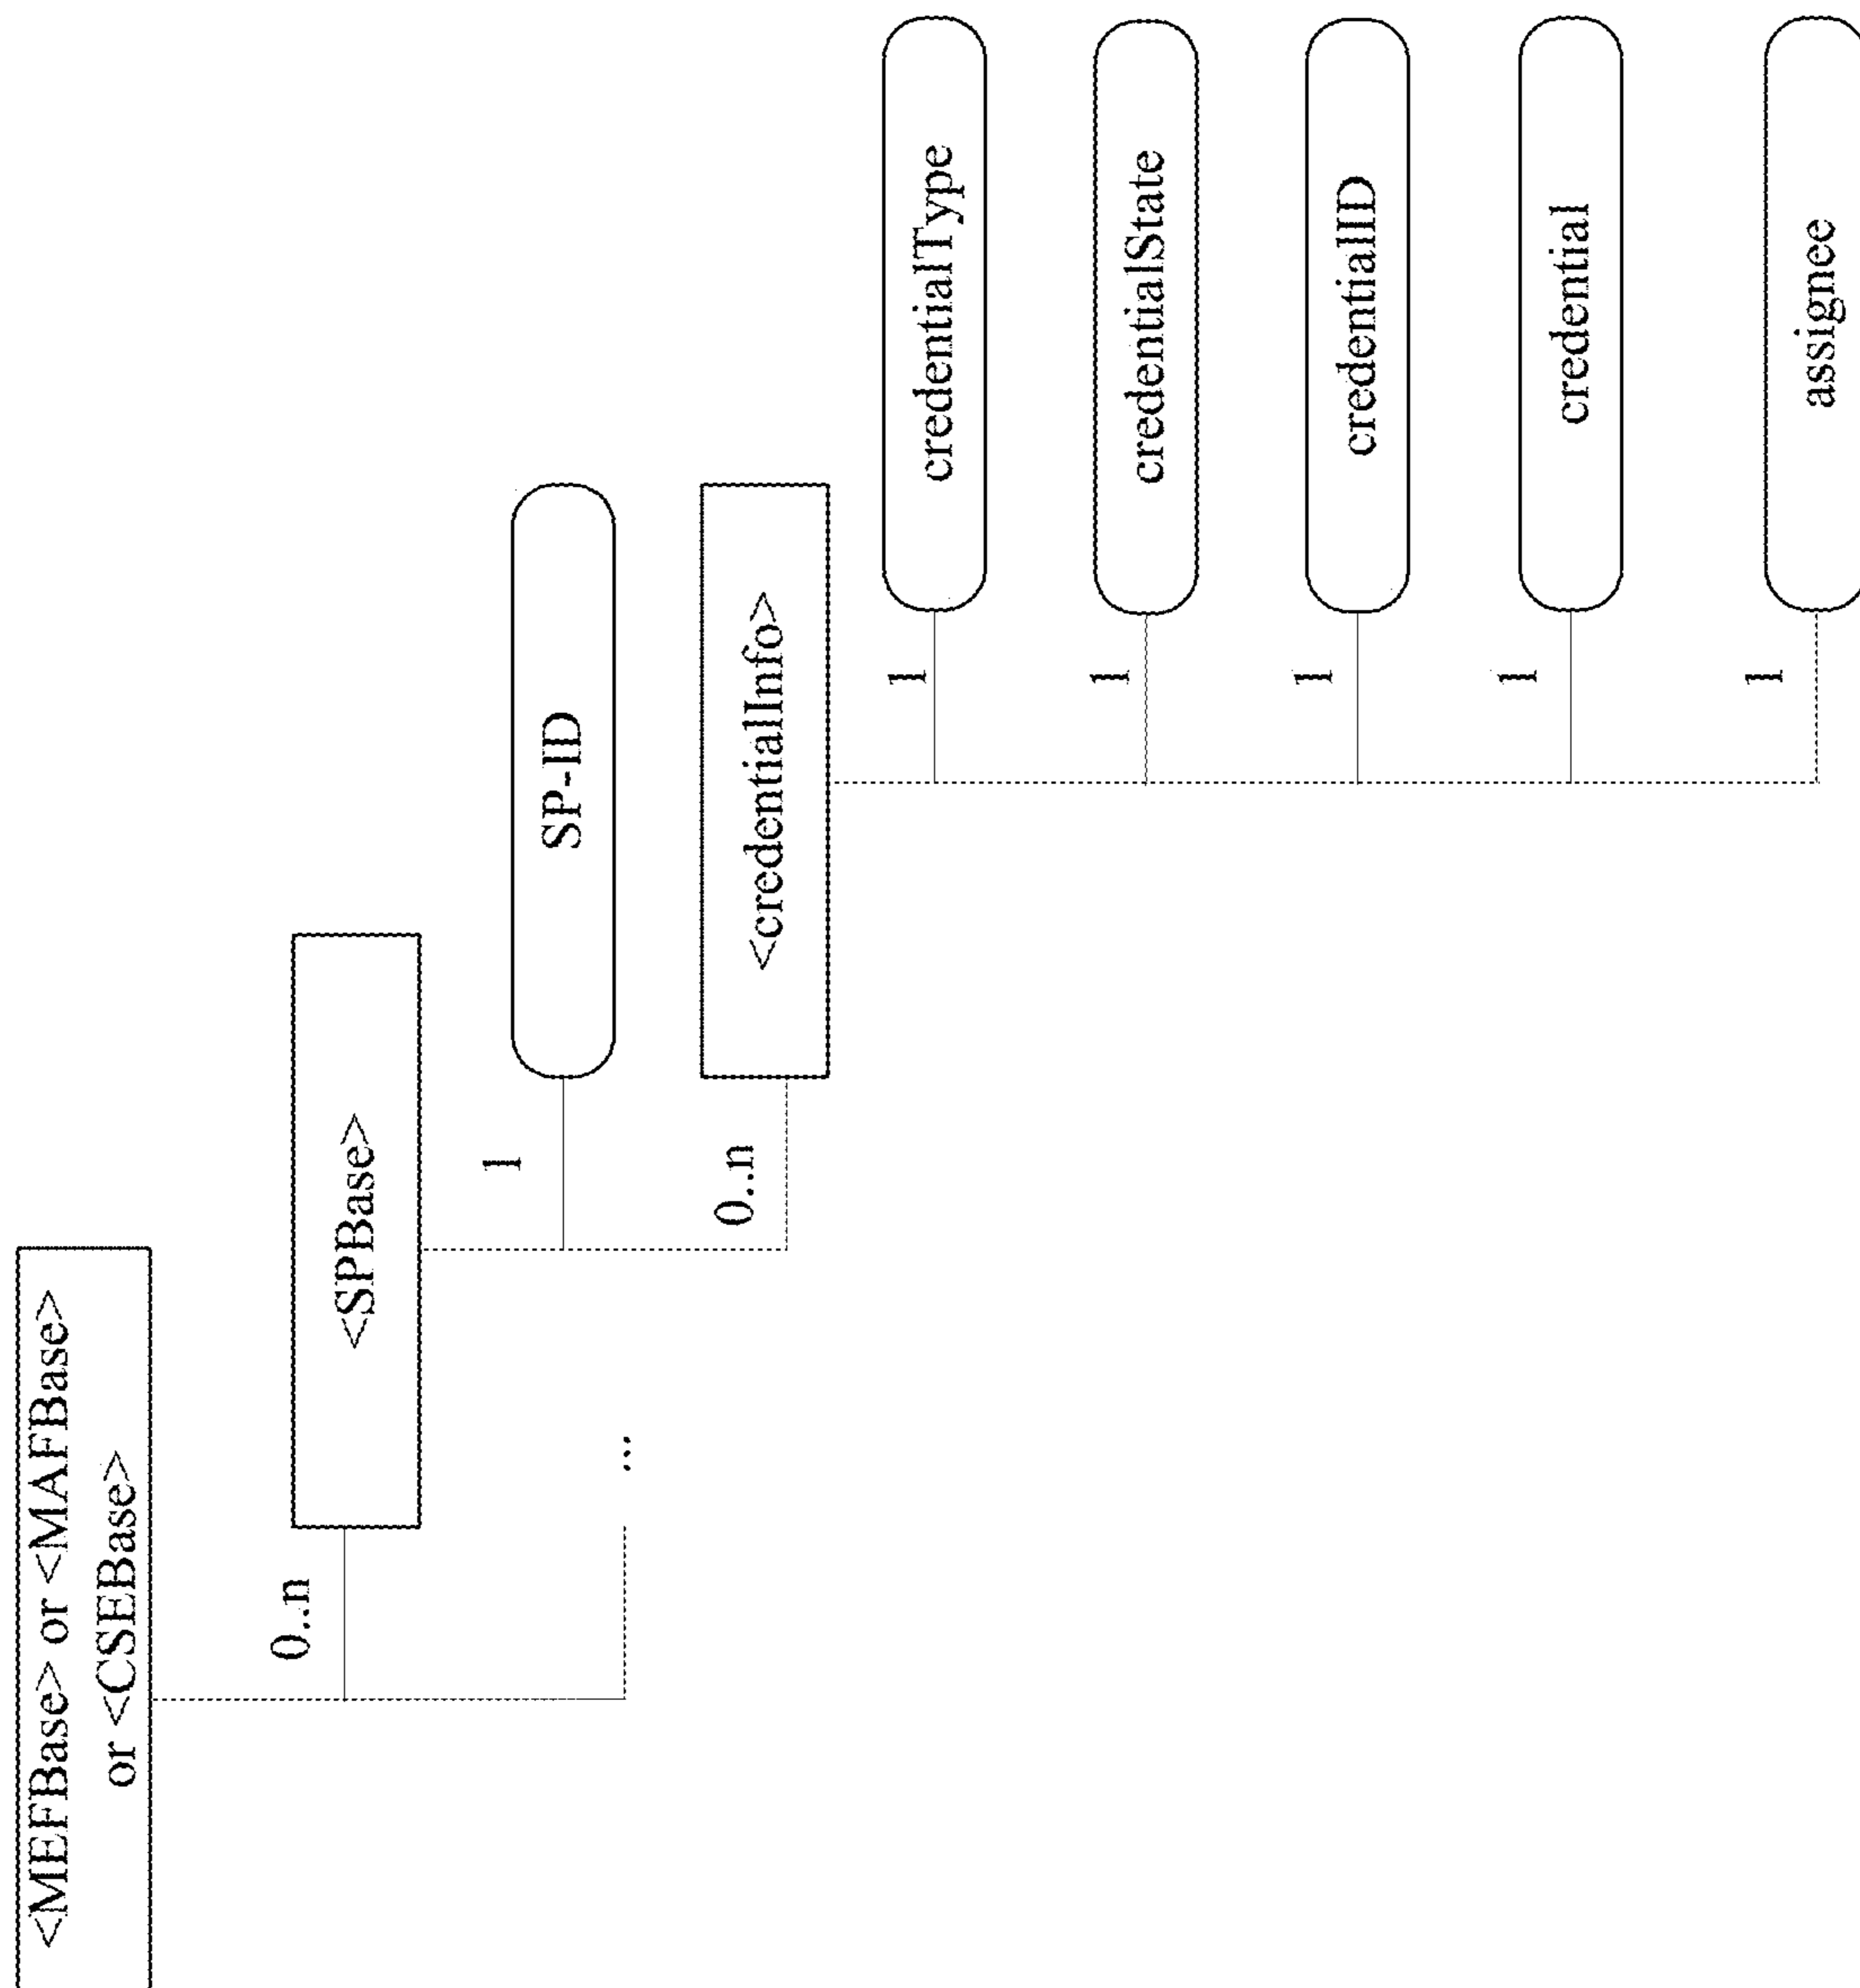 <MEFBase> or <MAFBase>
or <CSEBase>
0..n
<SPBase>
...
1
SP-ID
0..n
<credentialInfo>
1
credentialType
1
credentialState
1
credentialID
1
credential
1
assignee